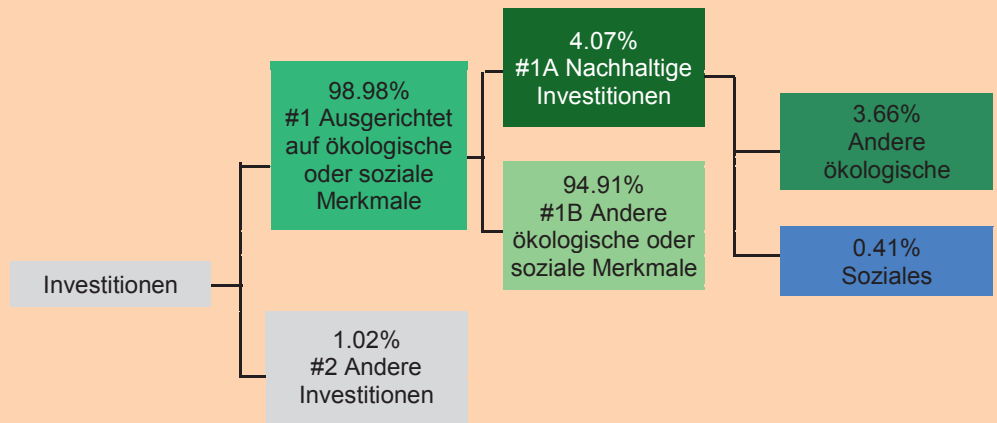 Investitionen
98.98%
#1 Ausgerichtet
auf ökologische
oder soziale
Merkmale
1.02%
#2 Andere
Investitionen
4.07%
#1A Nachhaltige
Investitionen
94.91%
#1B Andere
ökologische oder
soziale Merkmale
3.66%
Andere
ökologische
0.41%
Soziales